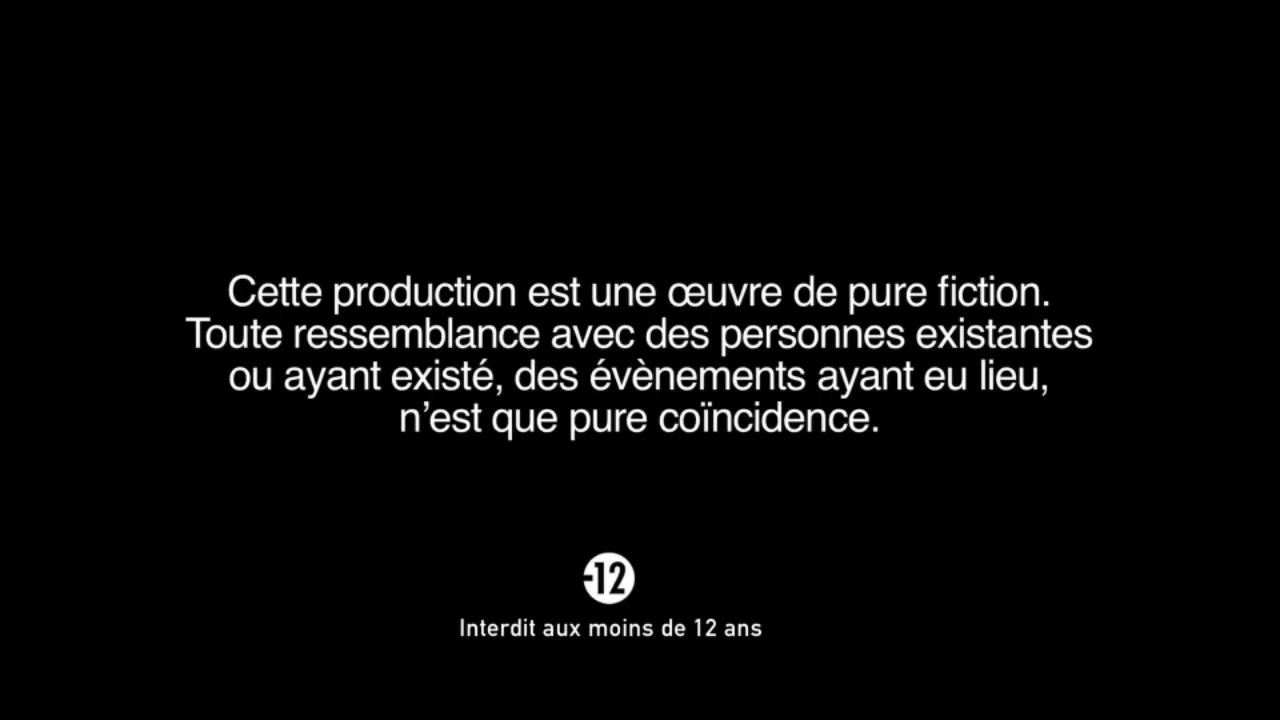 Cette production est une œuvre de pure fiction.
Toute ressemblance avec des personnes existantes
ou ayant existé, des évènements ayant eu lieu,
n’est que pure coïncidence.
-12
Interdit aux moins de 12 ans